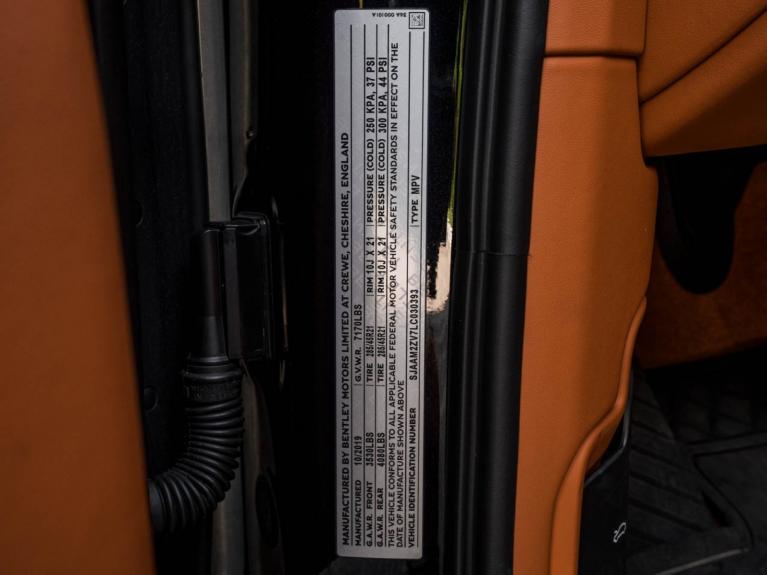 MANUFACTURED BY BENTLEY MOTORS LIMITED AT CREWE, CHESHIRE, ENGLAND
MANUFACTURED 10/2019 G.V.W.R. 7170LBS
G.A.W.R. FRONT 3530LBS TIRE 285/45R21 RIM 10J X 21 PRESSURE (COLD) 250 KPA, 37 PSI
G.A.W.R. REAR 4080LBS TIRE 285/45R21 RIM 10J X 21 PRESSURE (COLD) 300 KPA, 44 PSI
THIS VEHICLE CONFORMS TO ALL APPLICABLE FEDERAL MOTOR VEHICLE SAFETY STANDARDS IN EFFECT ON THE
DATE OF MANUFACTURE SHOWN ABOVE
VEHICLE IDENTIFICATION NUMBER SJAAM2ZV7LC030393 TYPE MPV
36A 000101 A